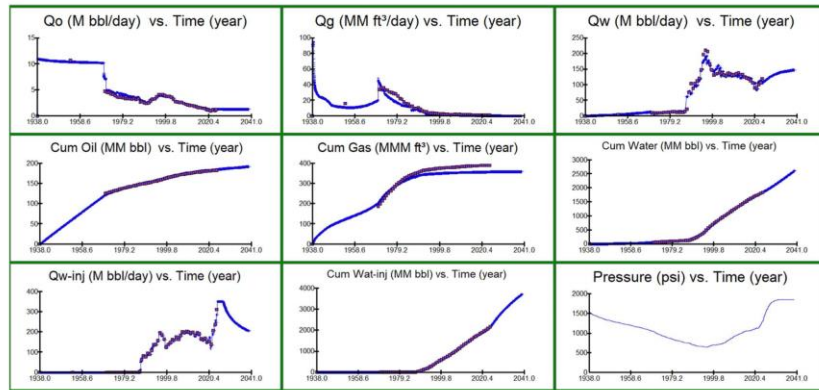 Qo (M bbl/day) vs. Time (year)
15
10
5
0
1938.0 1958.6 1979.2 1999.8 2020.4 2041.0
Qg (MM ft³/day) vs. Time (year)
100
80
60
40
20
0
1938.0 1958.6 1979.2 1999.8 2020.4 2041.0
Qw (M bbl/day) vs. Time (year)
250
200
150
100
50
0
1938.0 1958.6 1979.2 1999.8 2020.4 2041.0
Cum Oil (MM bbl) vs. Time (year)
200
150
100
50
0
1938.0 1958.6 1979.2 1999.8 2020.4 2041.0
Cum Gas (MMM ft³) vs. Time (year)
400
300
200
100
0
1938.0 1958.6 1979.2 1999.8 2020.4 2041.0
Cum Water (MM bbl) vs. Time (year)
3000
2500
2000
1500
1000
500
0
1938.0 1958.6 1979.2 1999.8 2020.4 2041.0
Qw-inj (M bbl/day) vs. Time (year)
400
300
200
100
0
1938.0 1958.6 1979.2 1999.8 2020.4 2041.0
Cum Wat-inj (MM bbl) vs. Time (year)
4000
3000
2000
1000
0
1938.0 1958.6 1979.2 1999.8 2020.4 2041.0
Pressure (psi) vs. Time (year)
2000
1500
1000
500
0
1938.0 1958.6 1979.2 1999.8 2020.4 2041.0